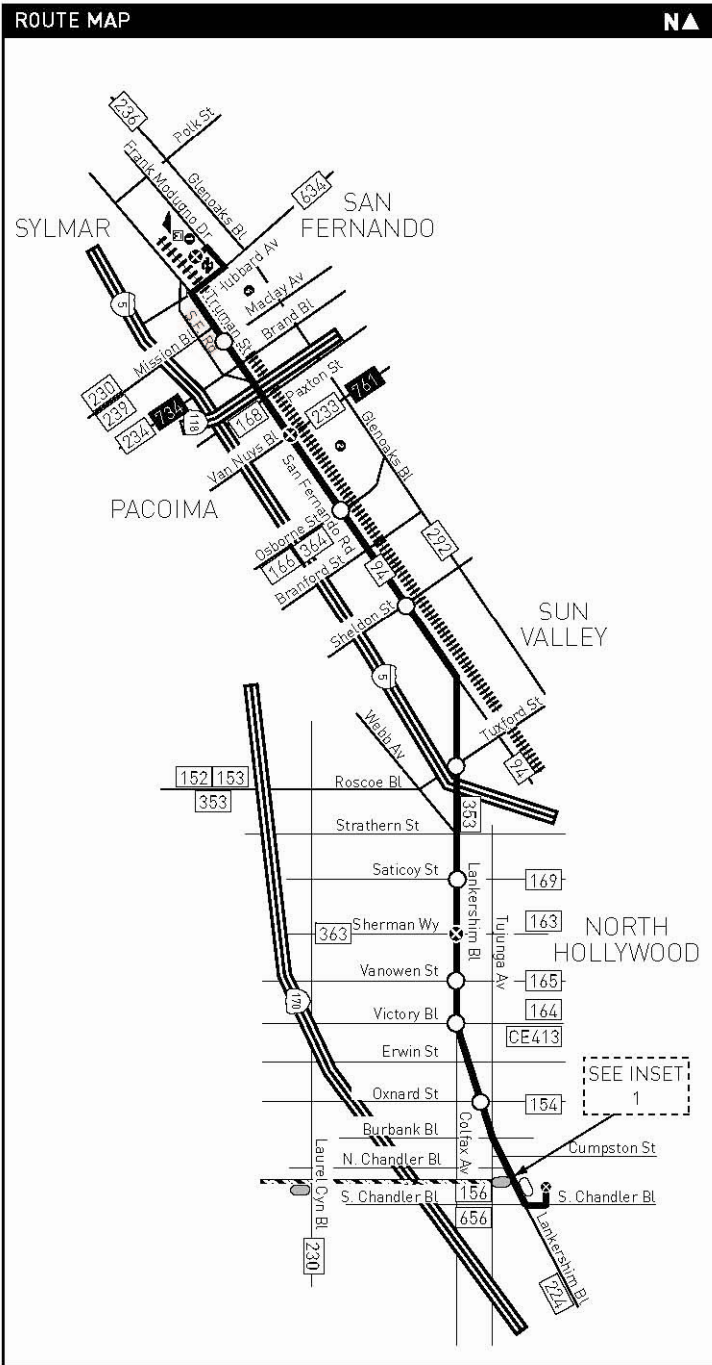 ROUTE MAP
N
236
Polk St
Frank Modugno Dr
Glenoaks Bl
634
SYLMAR
SAN
FERNANDO
Hubbard Av
5
Truman St
Maclay Av
S.F. Rd
Brand Bl
Mission Bl
230
239
234
734
118
168
Paxton St
233
761
Glenoaks Bl
Van Nuys Bl
2
PACOIMA
San Fernando Rd
Osborne St
166
364
292
Branford St
94
Sheldon St
SUN
VALLEY
5
Webb Av
Tuxford St
94
152
153
353
Roscoe Bl
353
Strathern St
Saticoy St
Lankershim Bl
169
363
Sherman Wy
163
Tujunga Av
NORTH
HOLLYWOOD
Vanowen St
165
170
Victory Bl
164
CE413
Erwin St
SEE INSET
1
Oxnard St
154
Burbank Bl
Colfax Av
Cumpston St
Laurel Cyn Bl
N. Chandler Bl
S. Chandler Bl
156
S. Chandler Bl
656
Lankershim Bl
230
224